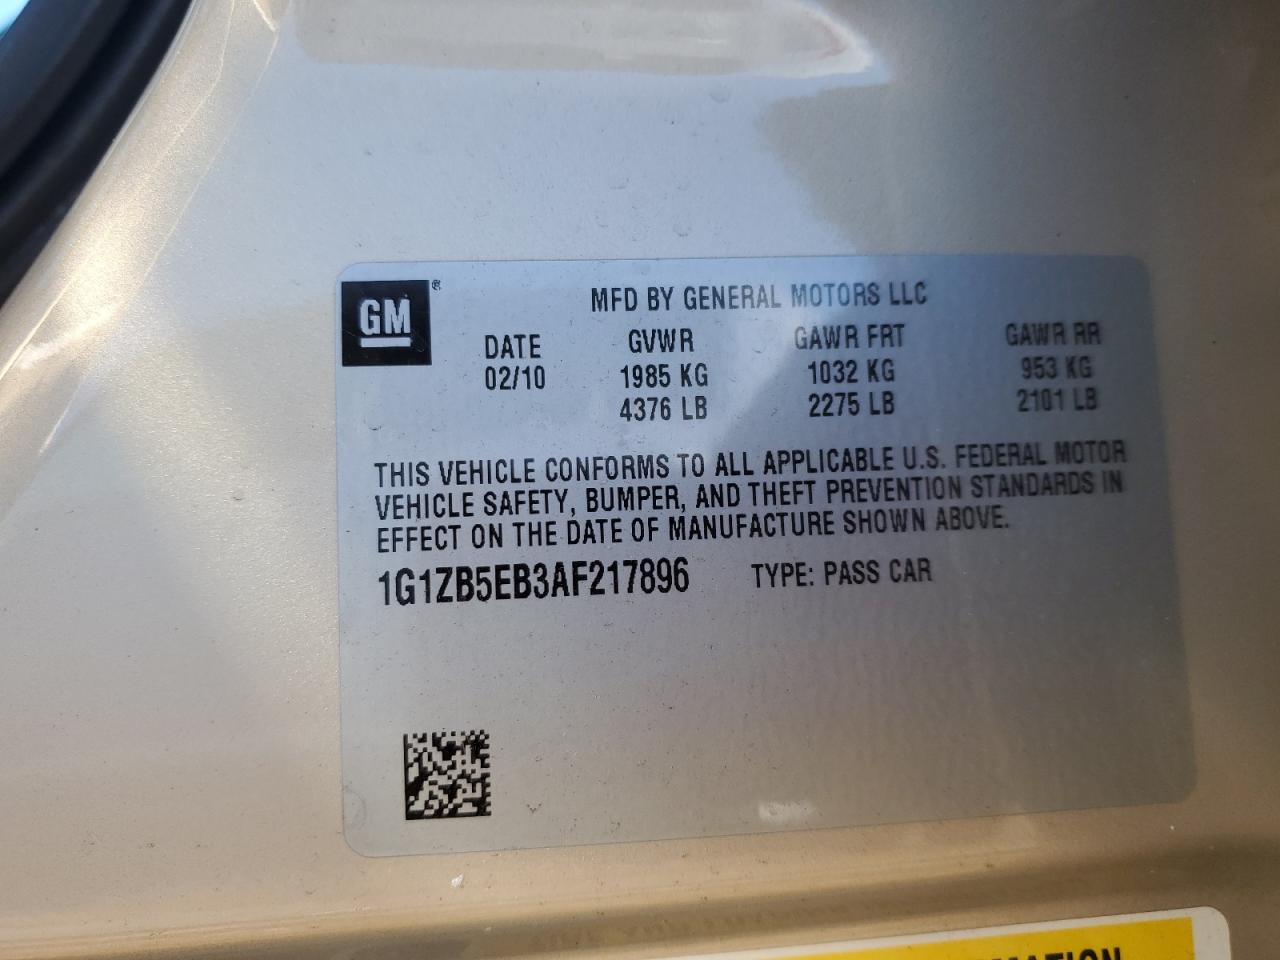 GM ®
MFD BY GENERAL MOTORS LLC
DATE GVWR GAWR FRT GAWR RR
02/10 1985 KG 1032 KG 953 KG
4376 LB 2275 LB 2101 LB
THIS VEHICLE CONFORMS TO ALL APPLICABLE U.S. FEDERAL MOTOR
VEHICLE SAFETY, BUMPER, AND THEFT PREVENTION STANDARDS IN
EFFECT ON THE DATE OF MANUFACTURE SHOWN ABOVE.
1G1ZB5EB3AF217896 TYPE: PASS CAR